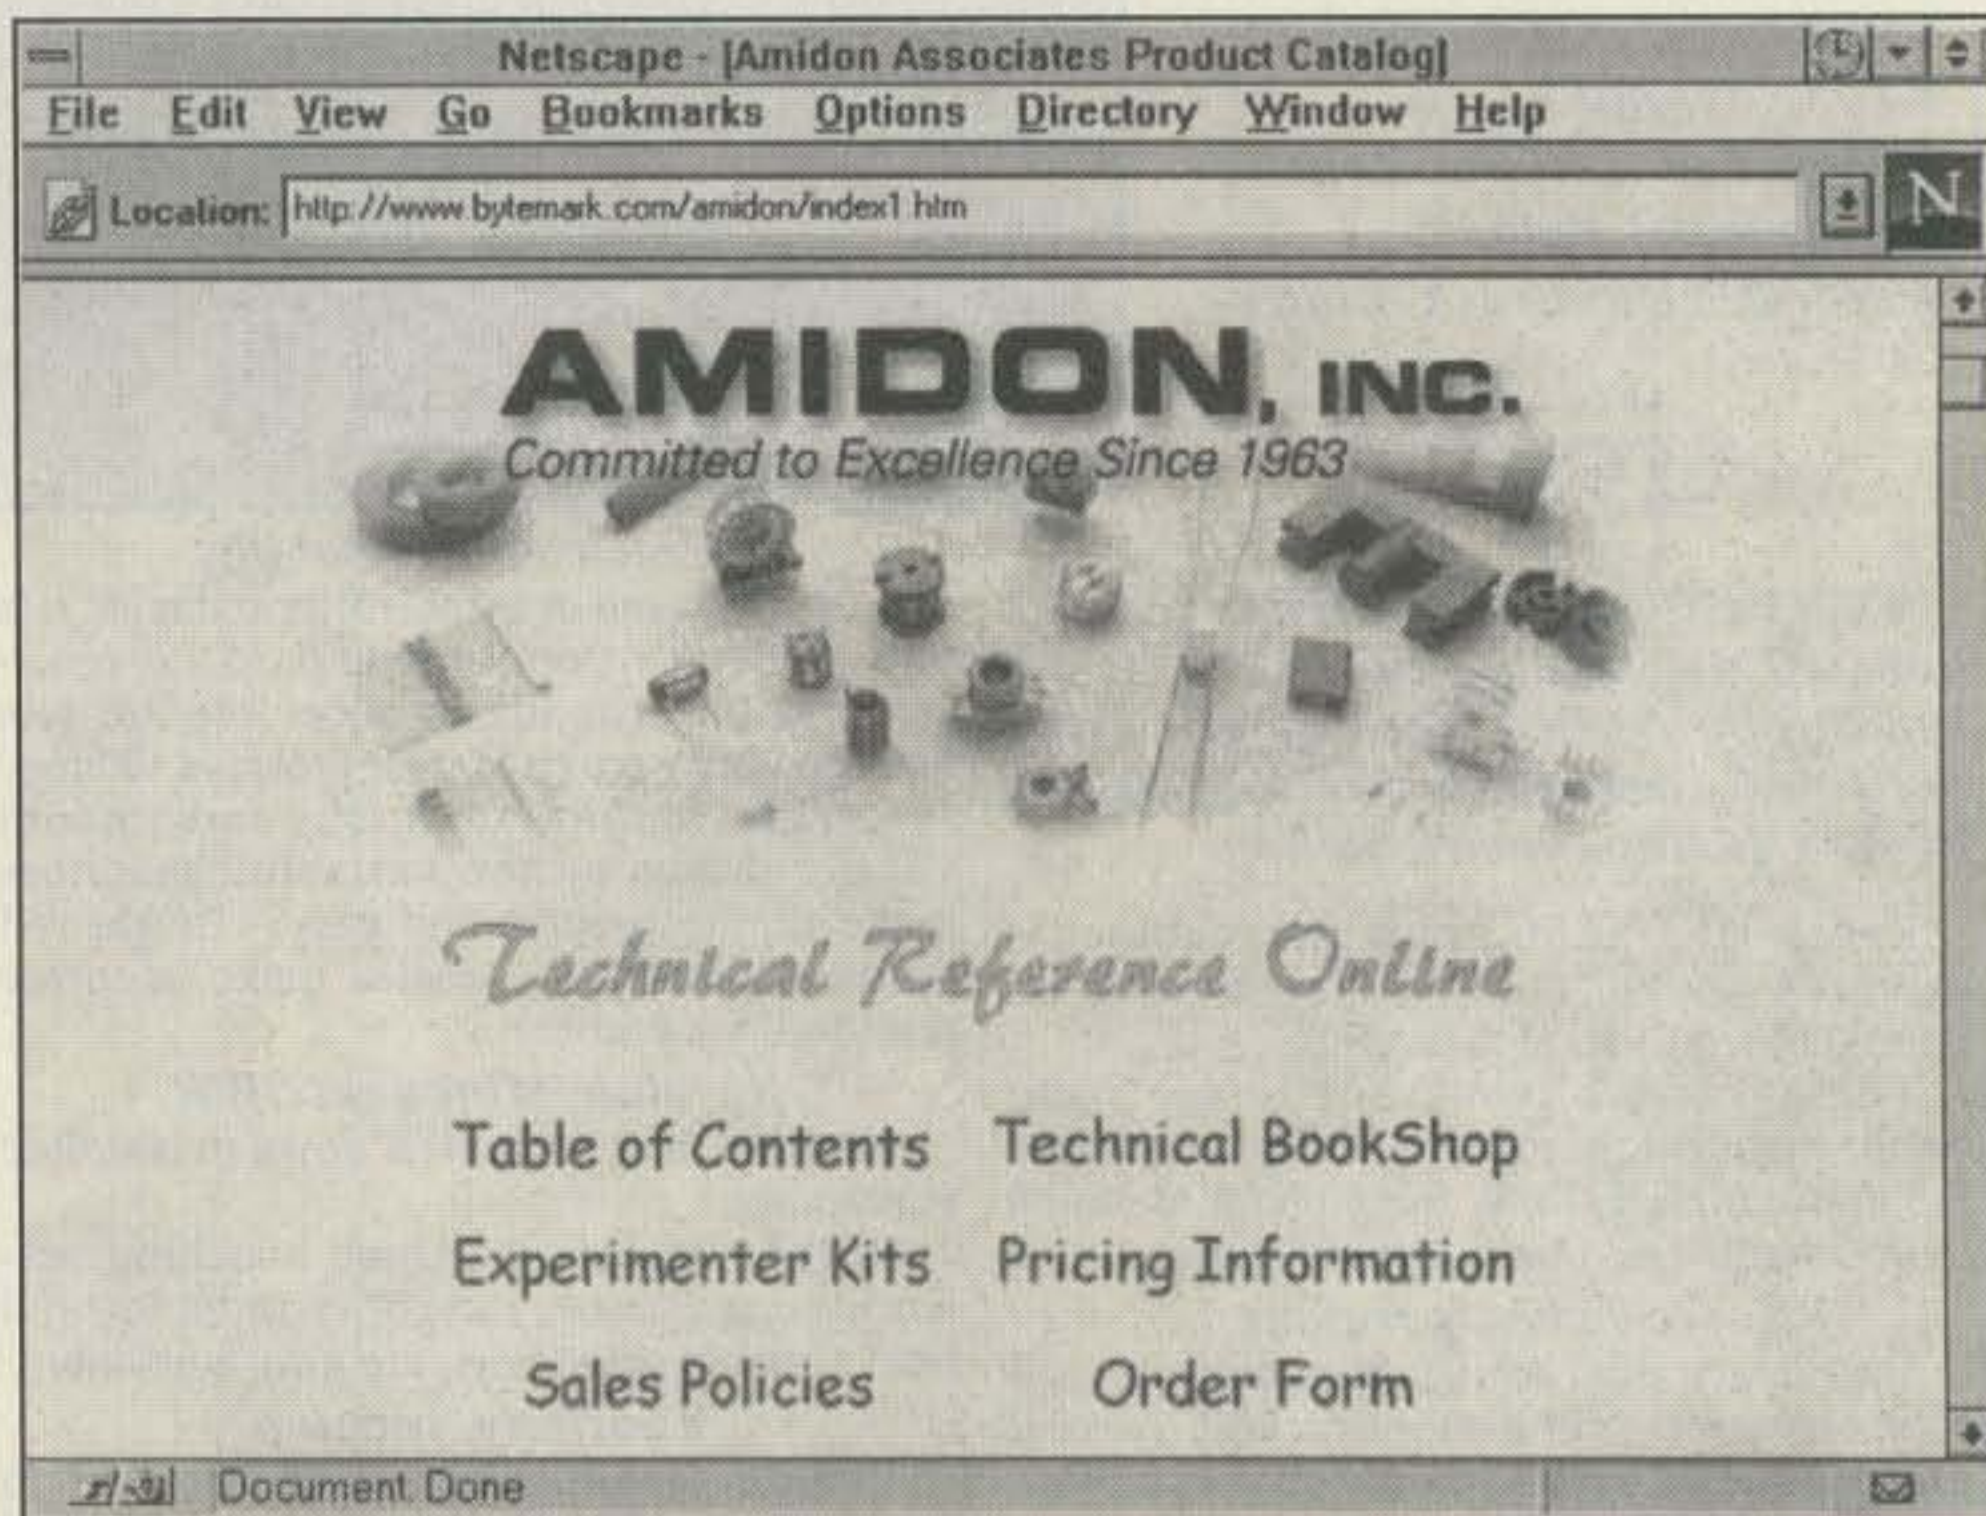 Netscape - [Amidon Associates Product Catalog]
File Edit View Go Bookmarks Options Directory Window Help
Location: http://www.bytemark.com/amidon/index1.htm
N
AMIDON, INC.
Committed to Excellence Since 1963
Technical Reference Online
Table of Contents Technical BookShop
Experimenter Kits Pricing Information
Sales Policies Order Form
Document: Done